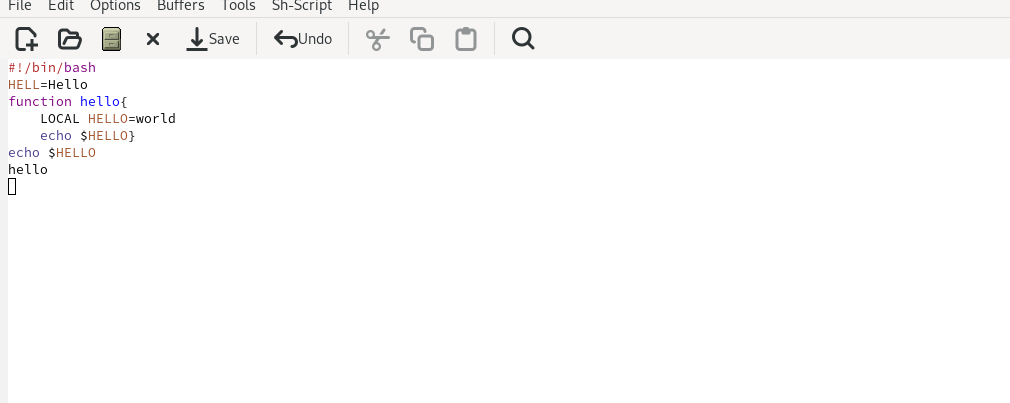 File Edit Options Buffers Tools Sh-Script Help
Save Undo
#!/bin/bash
HELL=Hello
function hello{
    LOCAL HELLO=world
    echo $HELLO}
echo $HELLO
hello